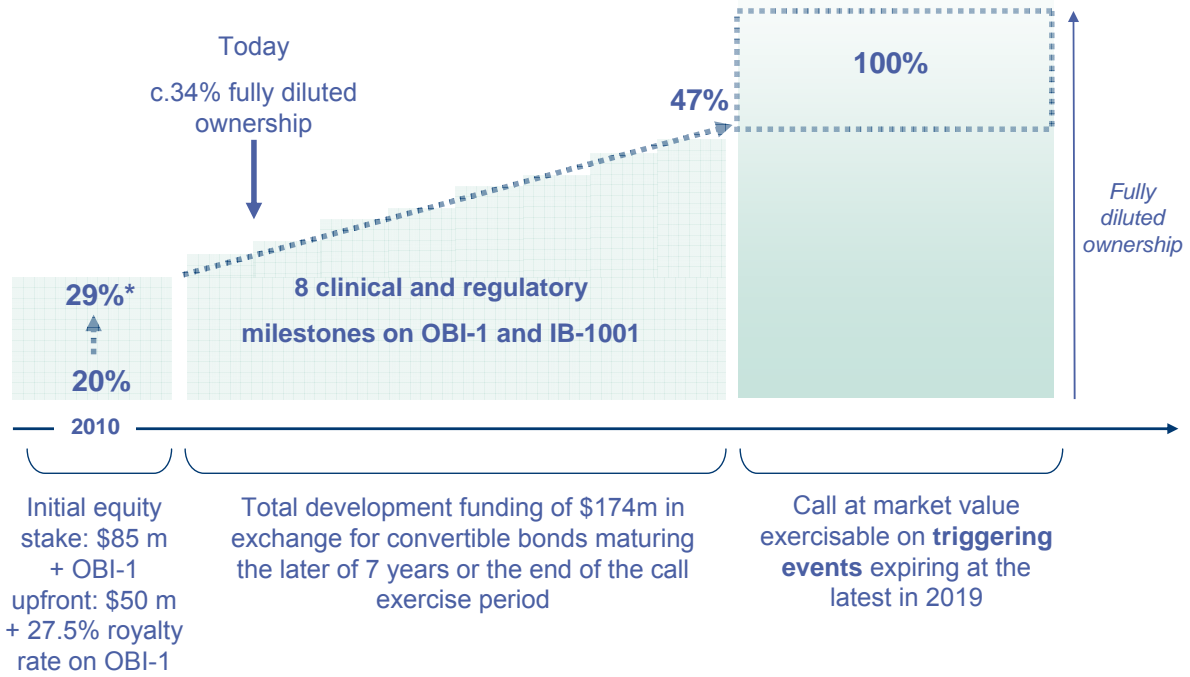 Today
c.34% fully diluted
ownership
47%
100%
Fully
diluted
ownership
29%*
20%
8 clinical and regulatory
milestones on OBI-1 and IB-1001
2010
Initial equity
stake: $85 m
+ OBI-1
upfront: $50 m
+ 27.5% royalty
rate on OBI-1
Total development funding of $174m in
exchange for convertible bonds maturing
the later of 7 years or the end of the call
exercise period
Call at market value
exercisable on triggering
events expiring at the
latest in 2019